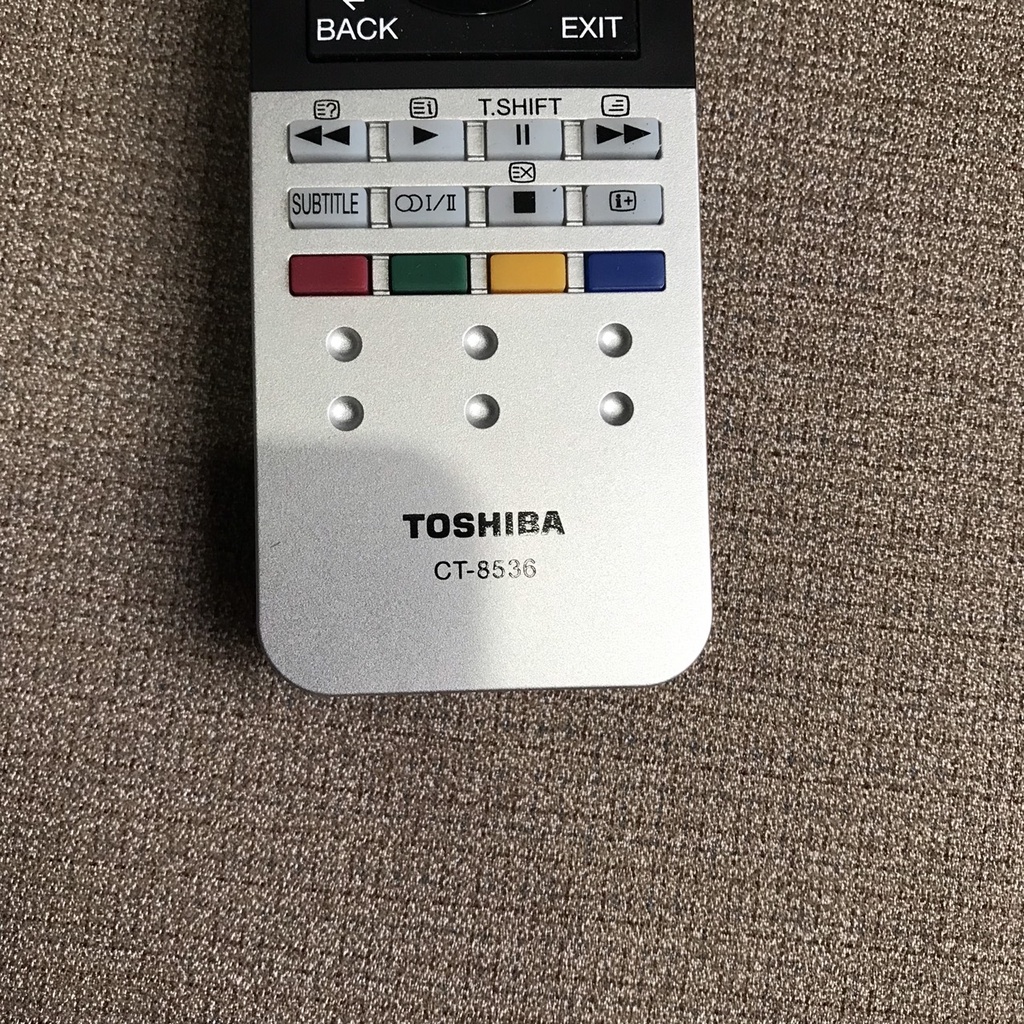 BACK EXIT
T.SHIFT
SUBTITLE I/II i+
TOSHIBA
CT-8536